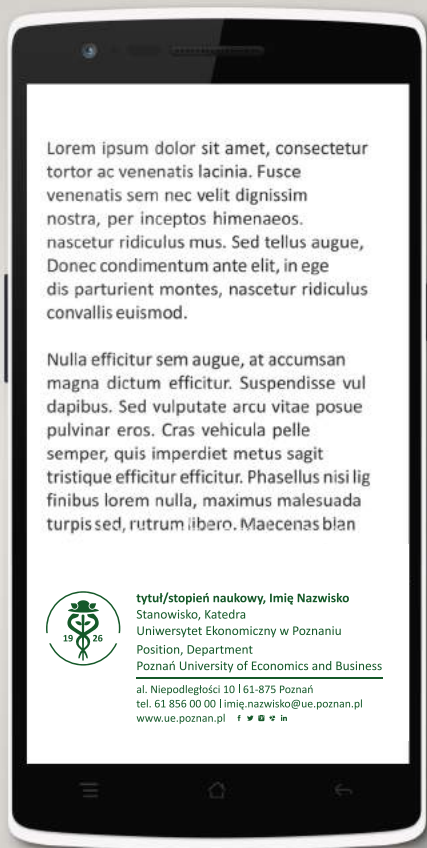 Lorem ipsum dolor sit amet, consectetur
tortor ac venenatis lacinia. Fusce
venenatis sem nec velit dignissim
nostra, per inceptos himenaeos.
nascetur ridiculus mus. Sed tellus augue,
Donec condimentum ante elit, in ege
dis parturient montes, nascetur ridiculus
convallis euismod.
Nulla efficitur sem augue, at accumsan
magna dictum efficitur. Suspendisse vul
dapibus. Sed vulputate arcu vitae posue
pulvinar eros. Cras vehicula pelle
semper, quis imperdiet metus sagit
tristique efficitur efficitur. Phasellus nisi lig
finibus lorem nulla, maximus malesuada
turpis sed, rutrum libero. Maecenas blan
19 26
tytuł/stopień naukowy, Imię Nazwisko
Stanowisko, Katedra
Uniwersytet Ekonomiczny w Poznaniu
Position, Department
Poznań University of Economics and Business
al. Niepodległości 10 | 61-875 Poznań
tel. 61 856 00 00 | imię.nazwisko@ue.poznan.pl
www.ue.poznan.pl